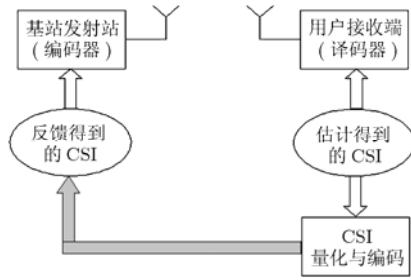 基站发射站
(编码器)
用户接收端
(译码器)
反馈得到
的 CSI
估计得到
的 CSI
CSI
量化与编码